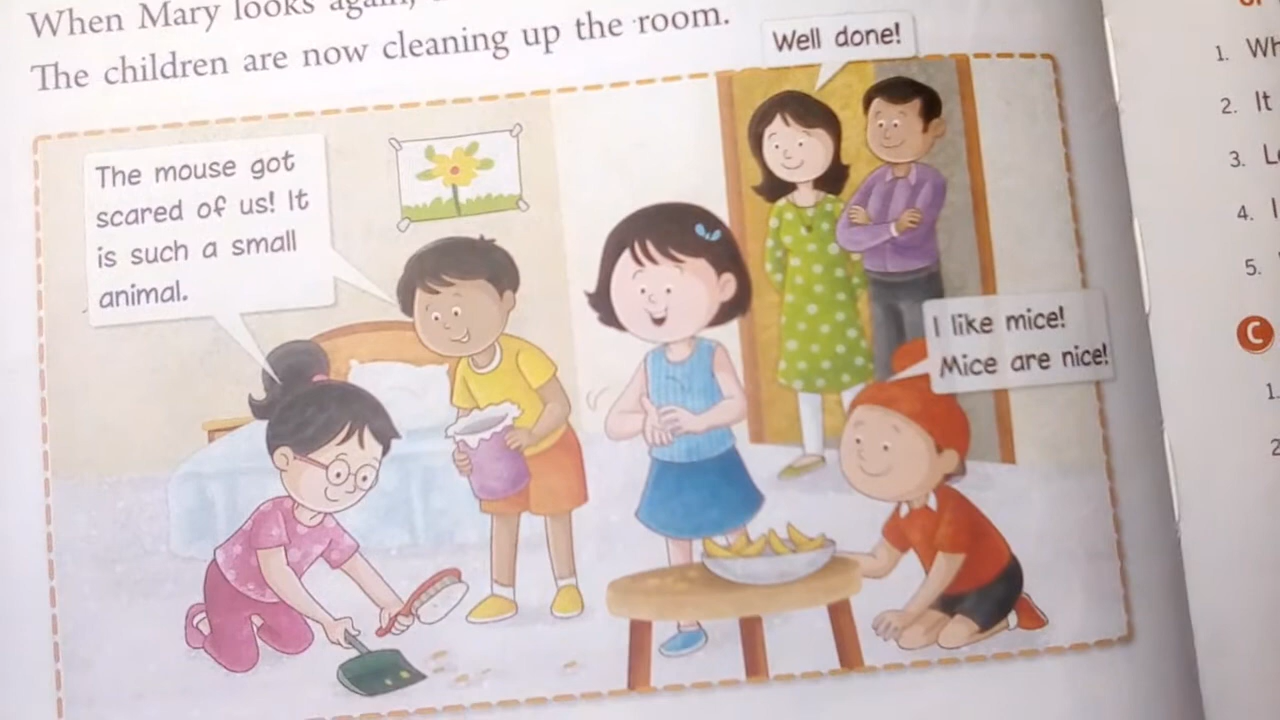 When Mary looks again,
The children are now cleaning up the room.
Well done!
The mouse got
scared of us! It
is such a small
animal.
I like mice!
Mice are nice!
1.
2. It
3.
4.
5.
C
1.
2